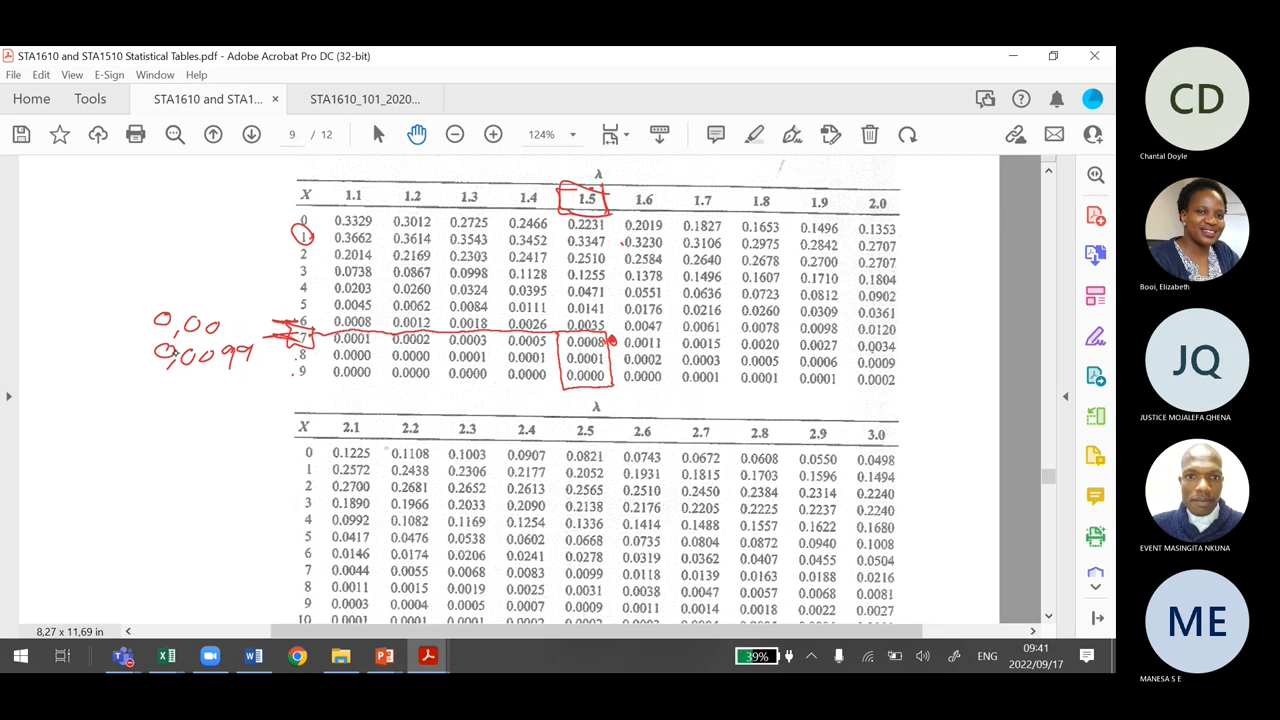 STA1610 and STA1510 Statistical Tables.pdf - Adobe Acrobat Pro DC (32-bit)
File Edit View E-Sign Window Help
Home Tools STA1610 and STA1... × STA1610_101_2020...
9 / 12 124%
λ
X 1.1 1.2 1.3 1.4 1.5 1.6 1.7 1.8 1.9 2.0
0 0.3329 0.3012 0.2725 0.2466 0.2231 0.2019 0.1827 0.1653 0.1496 0.1353
1 0.3662 0.3614 0.3543 0.3452 0.3347 0.3230 0.3106 0.2975 0.2842 0.2707
2 0.2014 0.2169 0.2303 0.2417 0.2510 0.2584 0.2640 0.2678 0.2700 0.2707
3 0.0738 0.0867 0.0998 0.1128 0.1255 0.1378 0.1496 0.1607 0.1710 0.1804
4 0.0203 0.0260 0.0324 0.0395 0.0471 0.0551 0.0636 0.0723 0.0812 0.0902
5 0.0045 0.0062 0.0084 0.0111 0.0141 0.0176 0.0216 0.0260 0.0309 0.0361
6 0.0008 0.0012 0.0018 0.0026 0.0035 0.0047 0.0061 0.0078 0.0098 0.0120
7 0.0001 0.0002 0.0003 0.0005 0.0008 0.0011 0.0015 0.0020 0.0027 0.0034
8 0.0000 0.0000 0.0001 0.0001 0.0001 0.0002 0.0003 0.0005 0.0006 0.0009
9 0.0000 0.0000 0.0000 0.0000 0.0000 0.0000 0.0001 0.0001 0.0001 0.0002
0,00
0,0099
λ
X 2.1 2.2 2.3 2.4 2.5 2.6 2.7 2.8 2.9 3.0
0 0.1225 0.1108 0.1003 0.0907 0.0821 0.0743 0.0672 0.0608 0.0550 0.0498
1 0.2572 0.2438 0.2306 0.2177 0.2052 0.1931 0.1815 0.1703 0.1596 0.1494
2 0.2700 0.2681 0.2652 0.2613 0.2565 0.2510 0.2450 0.2384 0.2314 0.2240
3 0.1890 0.1966 0.2033 0.2090 0.2138 0.2176 0.2205 0.2225 0.2237 0.2240
4 0.0992 0.1082 0.1169 0.1254 0.1336 0.1414 0.1488 0.1557 0.1622 0.1680
5 0.0417 0.0476 0.0538 0.0602 0.0668 0.0735 0.0804 0.0872 0.0940 0.1008
6 0.0146 0.0174 0.0206 0.0241 0.0278 0.0319 0.0362 0.0407 0.0455 0.0504
7 0.0044 0.0055 0.0068 0.0083 0.0099 0.0118 0.0139 0.0163 0.0188 0.0216
8 0.0011 0.0015 0.0019 0.0025 0.0031 0.0038 0.0047 0.0057 0.0068 0.0081
9 0.0003 0.0004 0.0005 0.0007 0.0009 0.0011 0.0014 0.0018 0.0022 0.0027
8,27 x 11,69 in
39% ENG 09:41
2022/09/17
CD
Chantal Doyle
Booi, Elizabeth
JQ
JUSTICE MOJALEFA QHENA
EVENT MASINGITA NKUNA
ME
MANESA S E